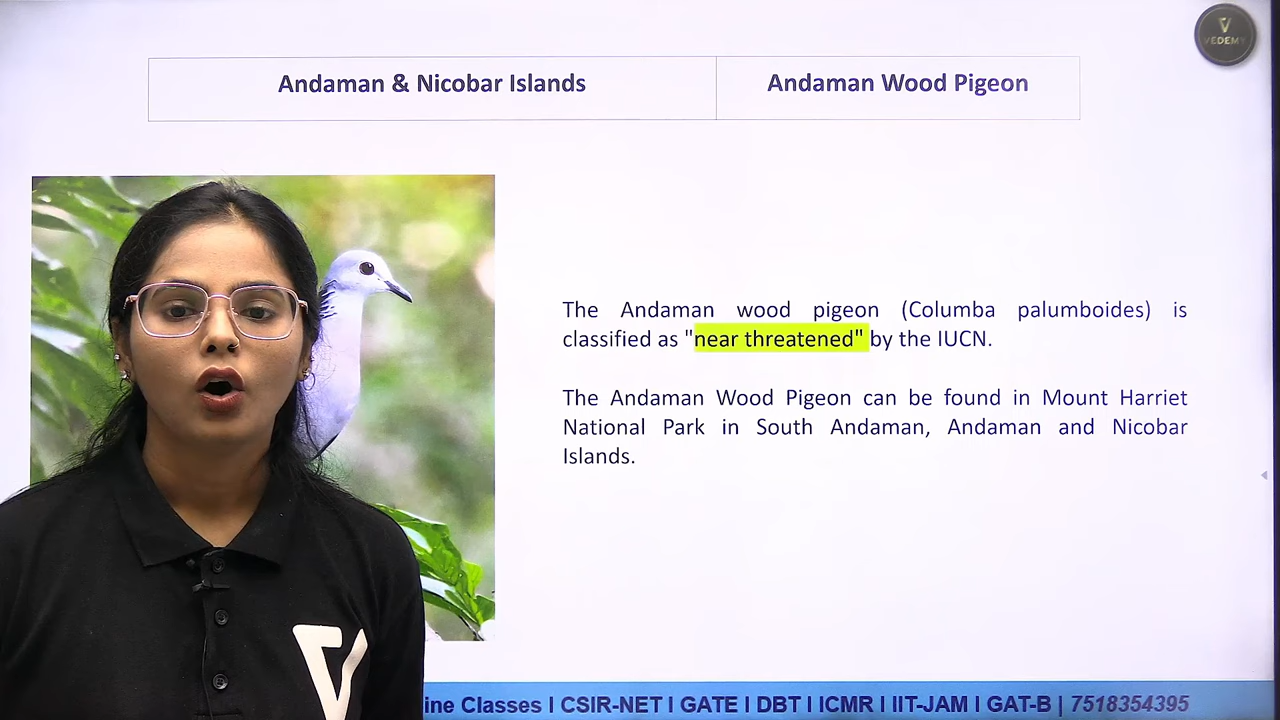 VEDEMY
Andaman & Nicobar Islands
Andaman Wood Pigeon
The Andaman wood pigeon (Columba palumboides) is
classified as "near threatened" by the IUCN.
The Andaman Wood Pigeon can be found in Mount Harriet
National Park in South Andaman, Andaman and Nicobar
Islands.
ine Classes I CSIR-NET I GATE I DBT I ICMR I IIT-JAM I GAT-B | 7518354395